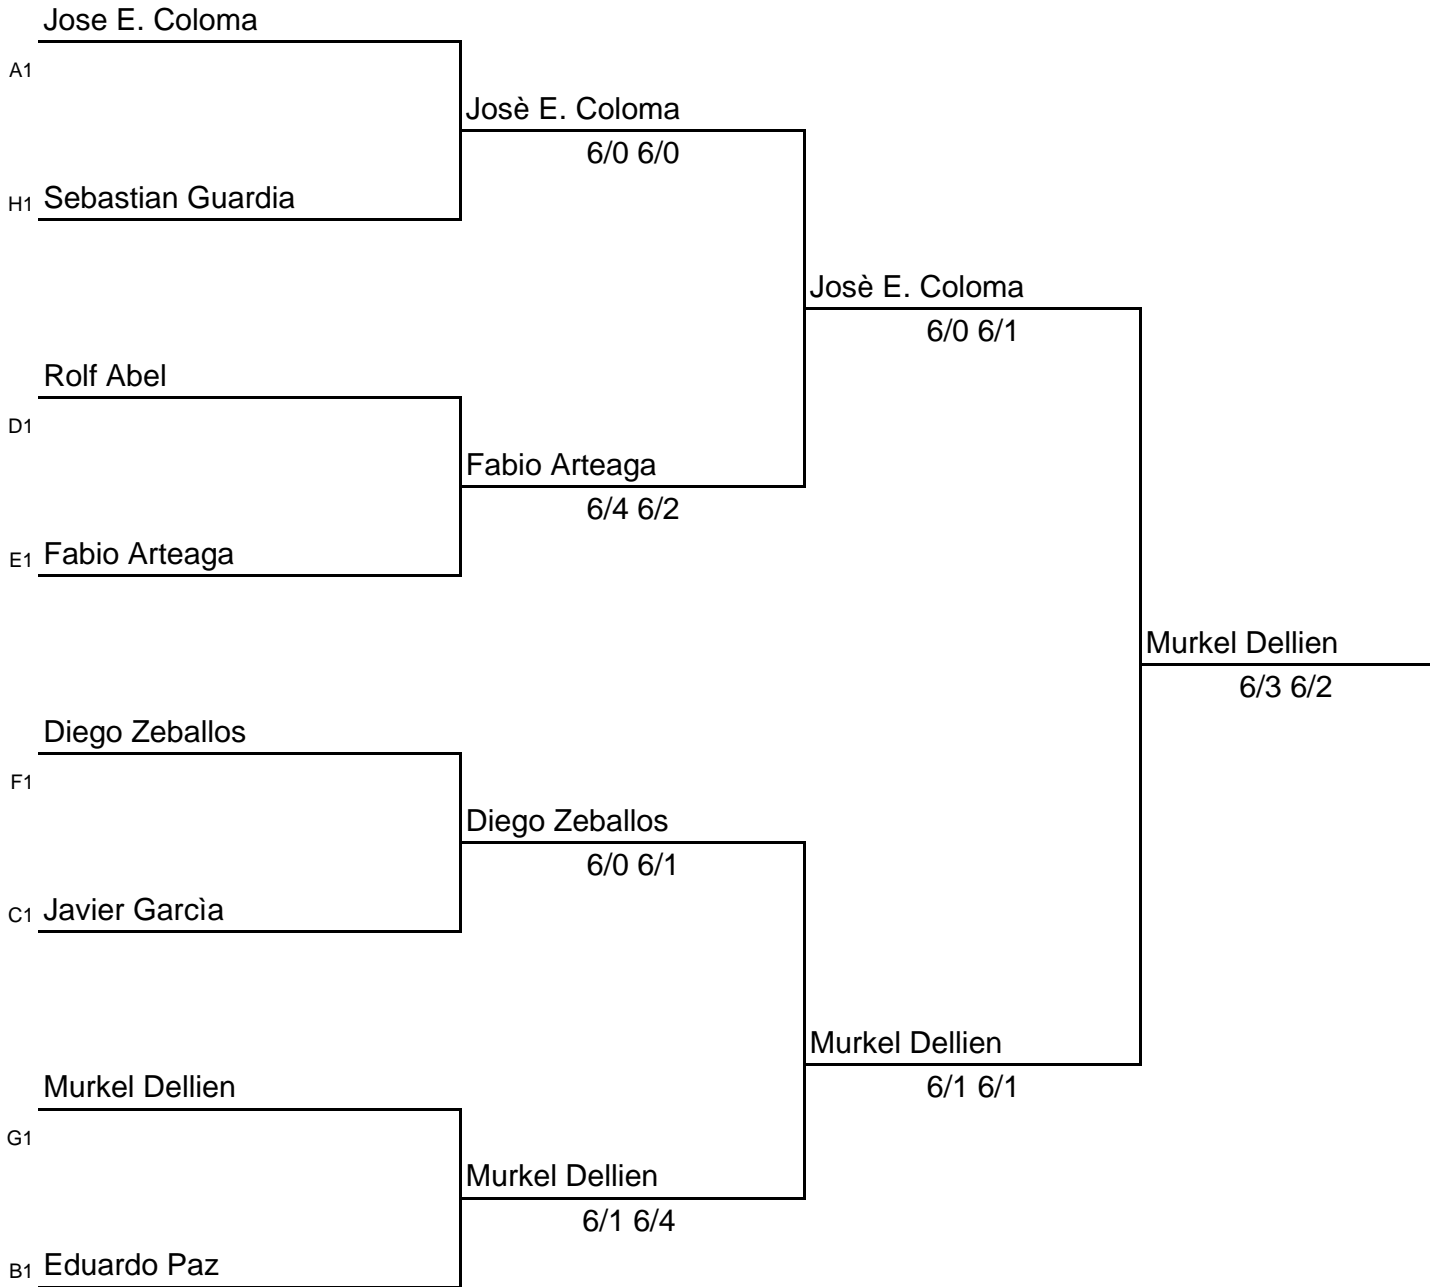 Jose E. Coloma
A1
Josè E. Coloma
6/0 6/0
H1 Sebastian Guardia
Josè E. Coloma
6/0 6/1
Rolf Abel
D1
Fabio Arteaga
6/4 6/2
E1 Fabio Arteaga
Murkel Dellien
6/3 6/2
Diego Zeballos
F1
Diego Zeballos
6/0 6/1
C1 Javier Garcìa
Murkel Dellien
6/1 6/1
Murkel Dellien
G1
Murkel Dellien
6/1 6/4
B1 Eduardo Paz